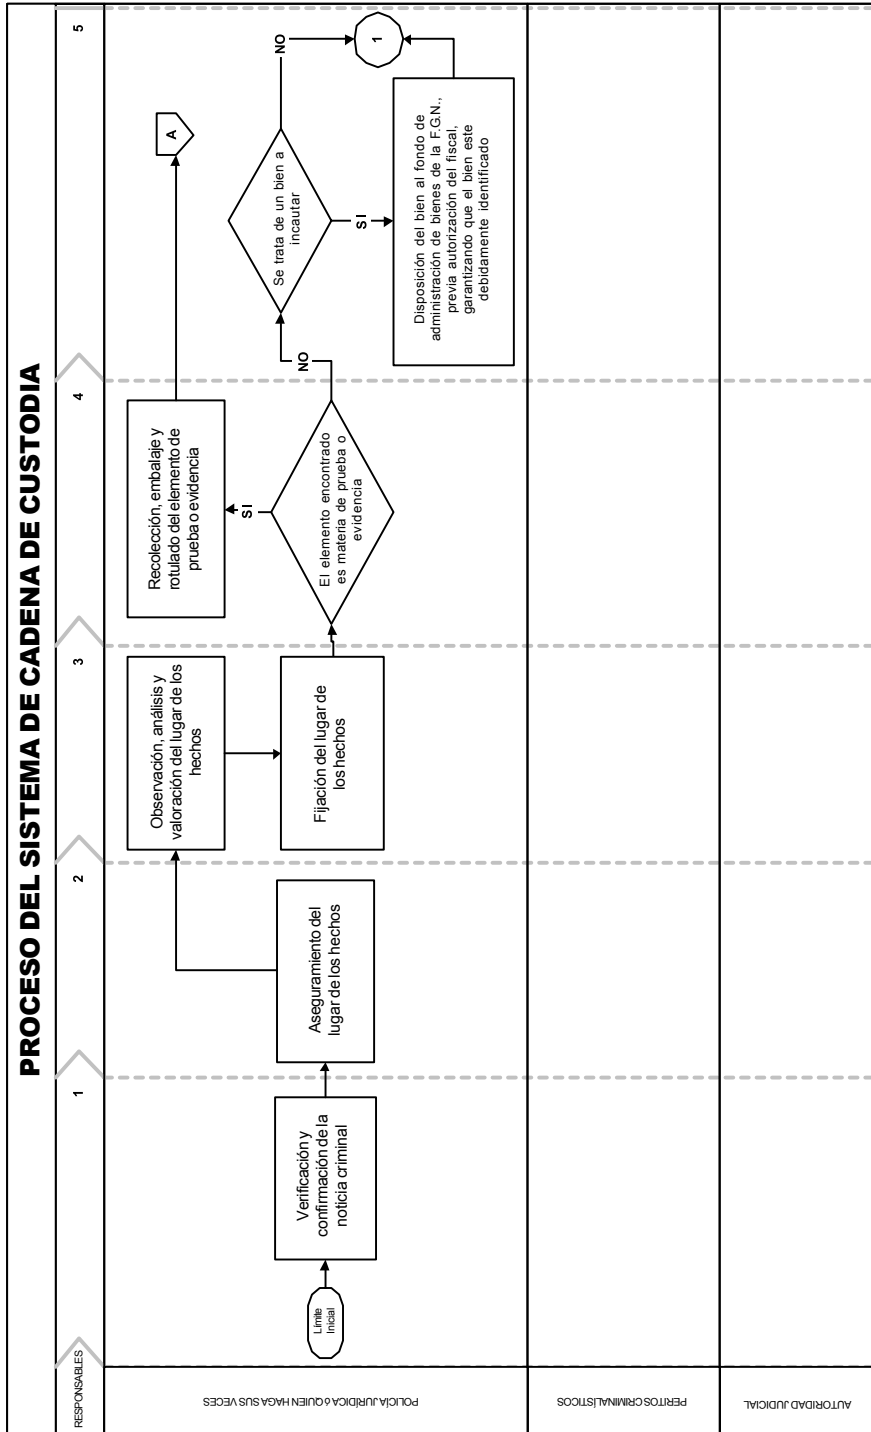 PROCESO DEL SISTEMA DE CADENA DE CUSTODIA
RESPONSABLES
1
2
3
4
5
POLICÍA JURÍDICA ó QUIEN HAGA SUS VECES
Límite
Inicial
Verificación y
confirmación de la
noticia criminal
Aseguramiento del
lugar de los hechos
Observación, análisis y
valoración del lugar de los
hechos
Fijación del lugar de
los hechos
Recolección, embalaje y
rotulado del elemento de
prueba o evidencia
SI
El elemento encontrado
es materia de prueba o
evidencia
NO
A
Se trata de un bien a
incautar
NO
1
SI
Disposición del bien al fondo de
administración de bienes de la F.G.N.,
previa autorización del fiscal,
garantizando que el bien este
debidamente identificado
PERITOS CRIMINALÍSTICOS
AUTORIDAD JUDICIAL